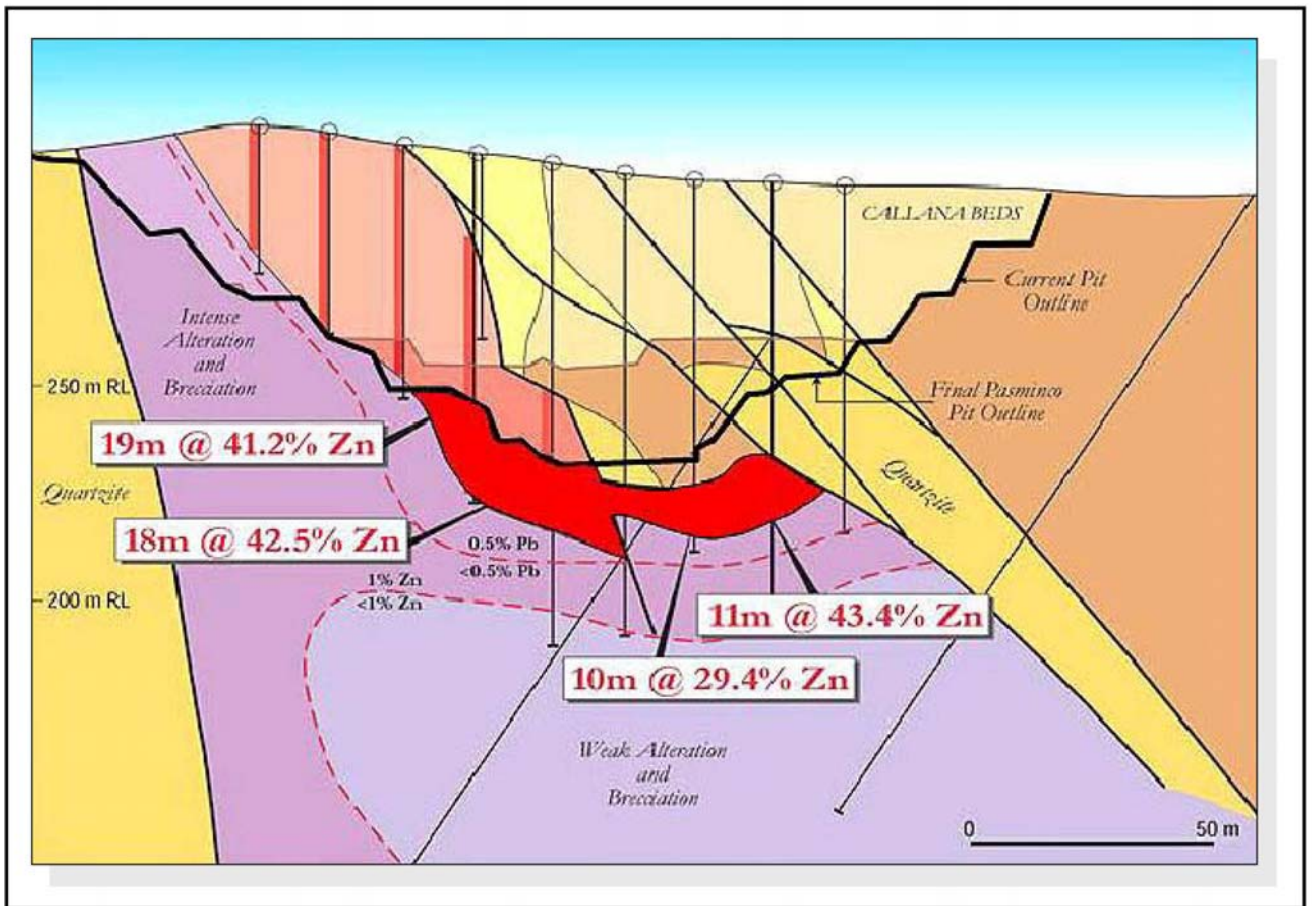 CALLANA BEDS
Current Pit
Outline
Intense
Alteration
and
Brecciation
250 m RL
Final Pasminco
Pit Outline
19m @ 41.2% Zn
Quartzite
Quartzite
18m @ 42.5% Zn
0.5% Pb
<0.5% Pb
1% Zn
<1% Zn
200 m RL
11m @ 43.4% Zn
10m @ 29.4% Zn
Weak Alteration
and
Brecciation
0
50 m